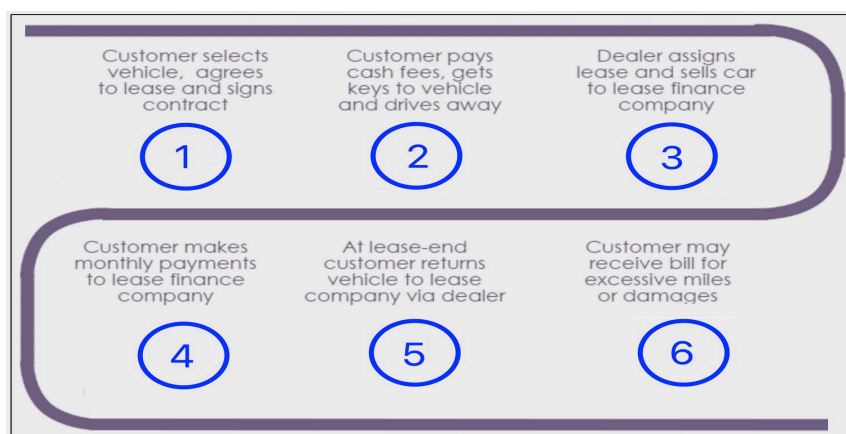 Customer selects
vehicle, agrees
to lease and signs
contract
1
Customer pays
cash fees, gets
keys to vehicle
and drives away
2
Dealer assigns
lease and sells car
to lease finance
company
3
Customer makes
monthly payments
to lease finance
company
4
At lease-end
customer returns
vehicle to lease
company via dealer
5
Customer may
receive bill for
excessive miles
or damages
6